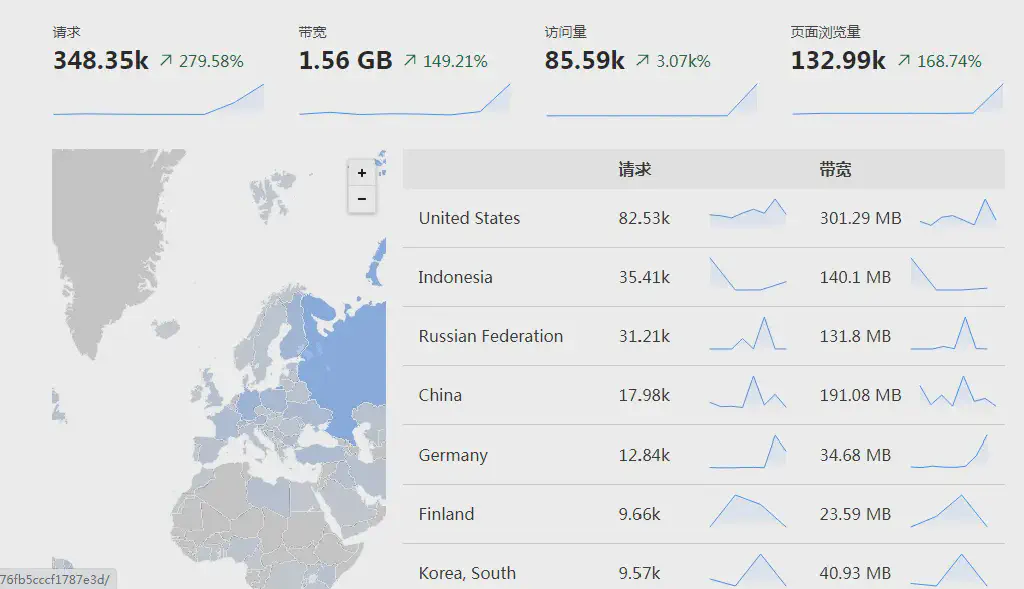 请求 带宽 访问量 页面浏览量
348.35k ↗ 279.58% 1.56 GB ↗ 149.21% 85.59k ↗ 3.07k% 132.99k ↗ 168.74%
+
−
请求 带宽
United States 82.53k 301.29 MB
Indonesia 35.41k 140.1 MB
Russian Federation 31.21k 131.8 MB
China 17.98k 191.08 MB
Germany 12.84k 34.68 MB
Finland 9.66k 23.59 MB
Korea, South 9.57k 40.93 MB
76fb5cccf1787e3d/